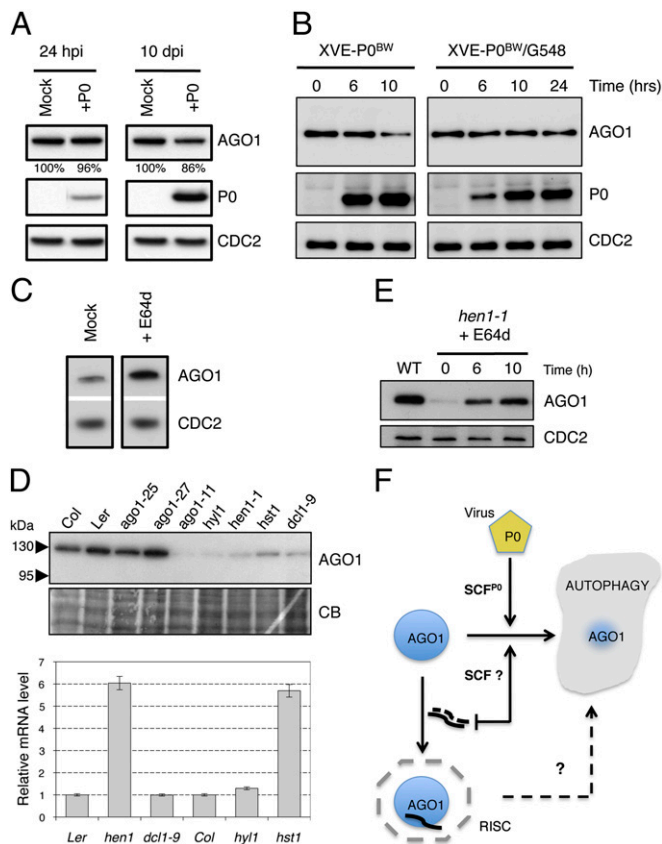 A
24 hpi
10 dpi
Mock
+P0
Mock
+P0
AGO1
100% 96% 100% 86%
P0
CDC2
B
XVE-P0BW
XVE-P0BW/G548
0 6 10 0 6 10 24 Time (hrs)
AGO1
P0
CDC2
C
Mock
+ E64d
AGO1
CDC2
E
hen1-1
+ E64d
WT 0 6 10 Time (h)
AGO1
CDC2
D
Col
Ler
ago1-25
ago1-27
ago1-11
hyl1
hen1-1
hst1
dcl1-9
kDa
130
95
AGO1
CB
Relative mRNA level
7
6
5
4
3
2
1
0
Ler hen1 dcl1-9 Col hyl1 hst1
F
Virus
P0
SCFP0
AUTOPHAGY
AGO1
AGO1
SCF ?
?
AGO1
RISC